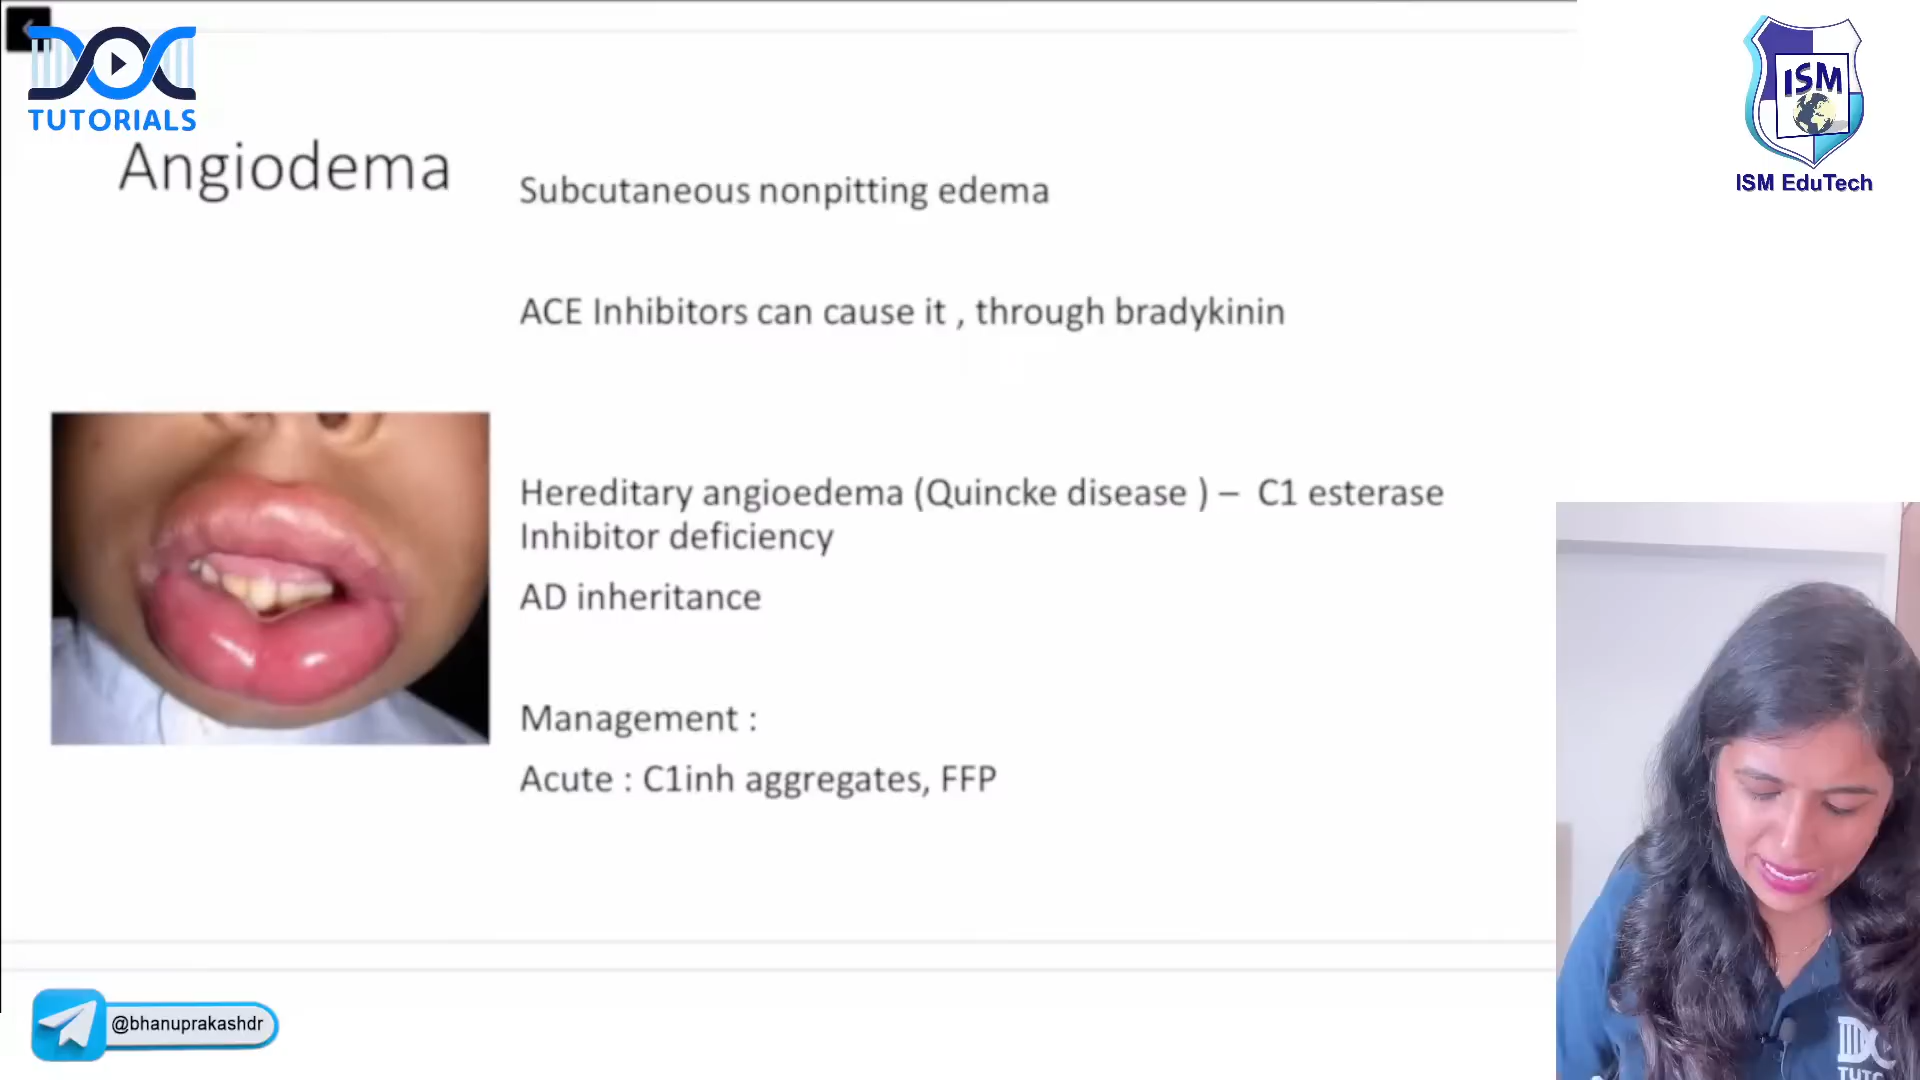 TUTORIALS
ISM
ISM EduTech
Angiodema
Subcutaneous nonpitting edema
ACE Inhibitors can cause it , through bradykinin
Hereditary angioedema (Quincke disease ) – C1 esterase
Inhibitor deficiency
AD inheritance
Management :
Acute : C1inh aggregates, FFP
@bhanuprakashdr